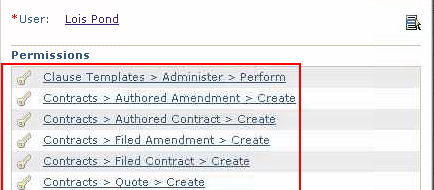 *User: Lois Pond
Permissions
Clause Templates > Administer > Perform
Contracts > Authored Amendment > Create
Contracts > Authored Contract > Create
Contracts > Filed Amendment > Create
Contracts > Filed Contract > Create
Contracts > Quote > Create